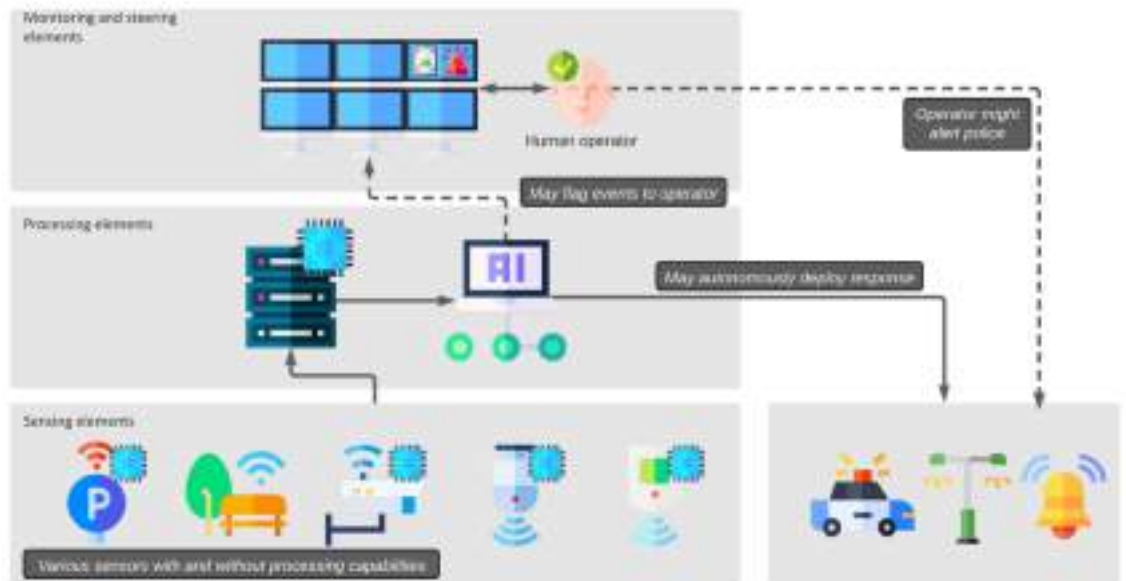 Monitoring and steering
elements
Human operator
Operator might
alert police
May flag events to operator
Processing elements
AI
May autonomously deploy response
Sensing elements
P
Various sensors with and without processing capabilities